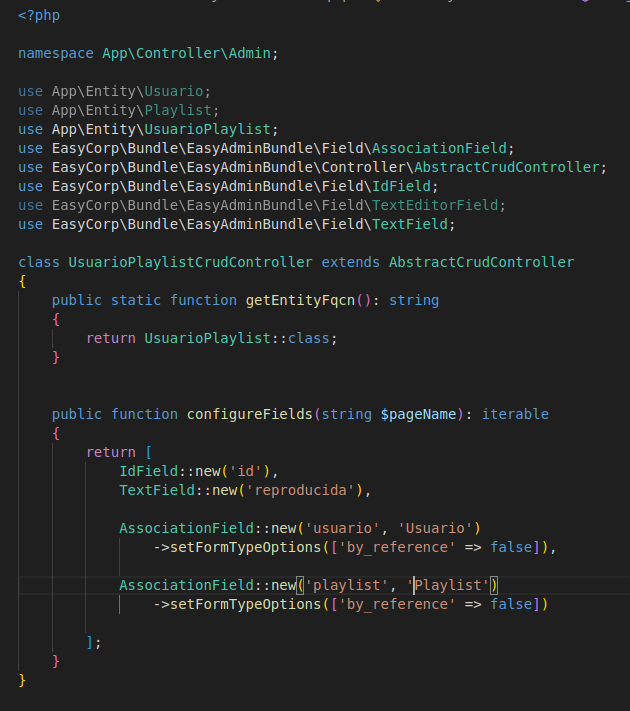 <?php
namespace App\Controller\Admin;
use App\Entity\Usuario;
use App\Entity\Playlist;
use App\Entity\UsuarioPlaylist;
use EasyCorp\Bundle\EasyAdminBundle\Field\AssociationField;
use EasyCorp\Bundle\EasyAdminBundle\Controller\AbstractCrudController;
use EasyCorp\Bundle\EasyAdminBundle\Field\IdField;
use EasyCorp\Bundle\EasyAdminBundle\Field\TextEditorField;
use EasyCorp\Bundle\EasyAdminBundle\Field\TextField;
class UsuarioPlaylistCrudController extends AbstractCrudController
{
    public static function getEntityFqcn(): string
    {
        return UsuarioPlaylist::class;
    }
    public function configureFields(string $pageName): iterable
    {
        return [
            IdField::new('id'),
            TextField::new('reproducida'),
            AssociationField::new('usuario', 'Usuario')
                ->setFormTypeOptions(['by_reference' => false]),
            AssociationField::new('playlist', 'Playlist')
                ->setFormTypeOptions(['by_reference' => false])
        ];
    }
}